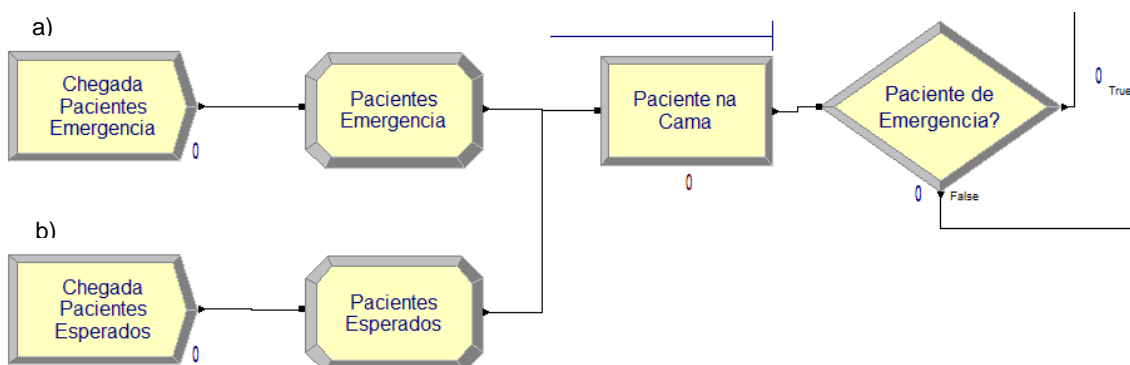 a)
Chegada
Pacientes
Emergencia
0
Pacientes
Emergencia
Paciente na
Cama
0
Paciente de
Emergencia?
0
True
0
False
b)
Chegada
Pacientes
Esperados
0
Pacientes
Esperados